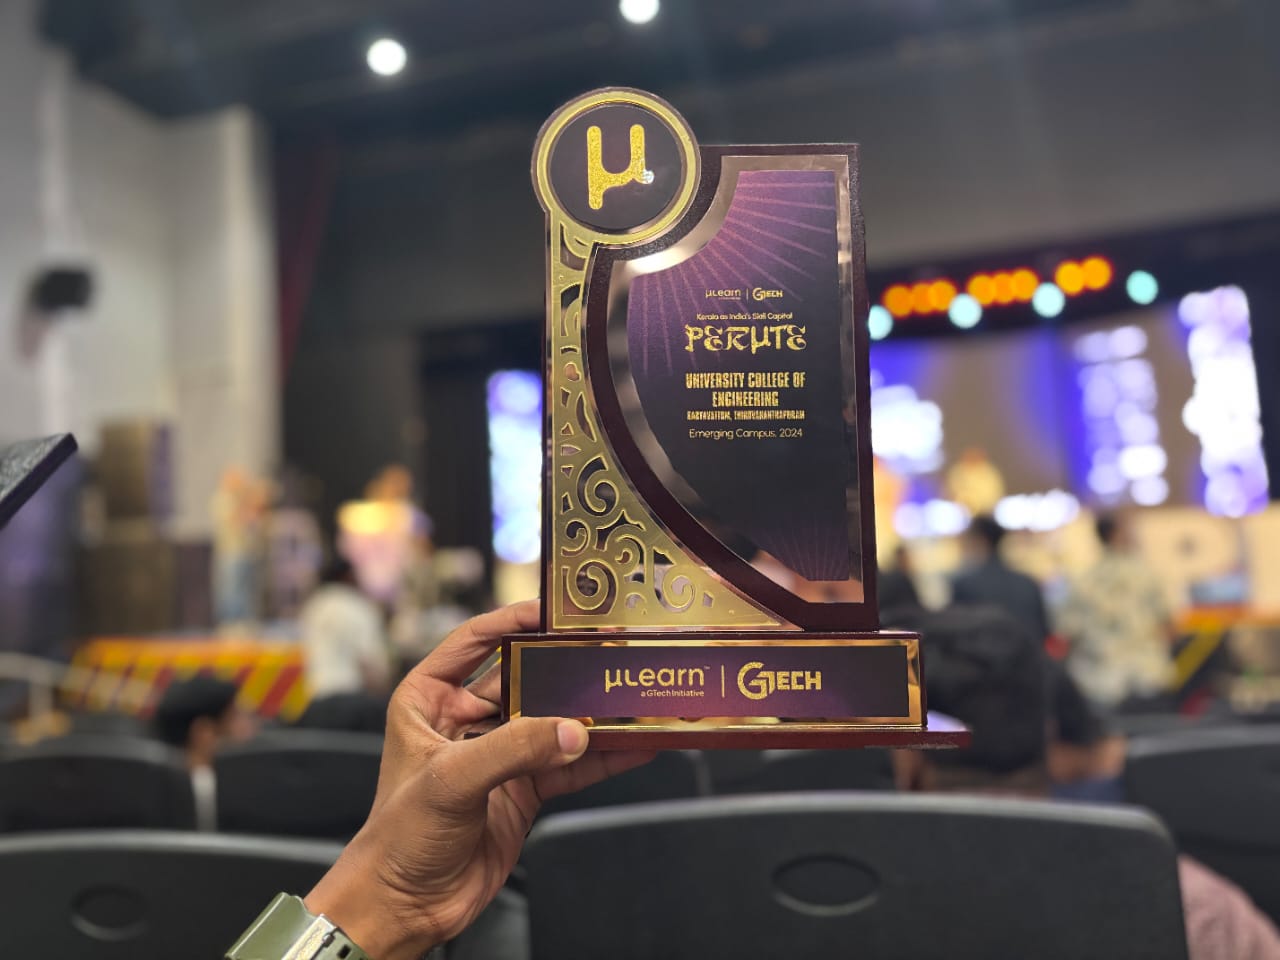 µ
µLearn | GTECH
Kerala as India's Skill Capital
PERMUTE
UNIVERSITY COLLEGE OF
ENGINEERING
KARYAVATTOM, THIRUVANANTHAPURAM
Emerging Campus, 2024
µLearn™ | GTECH
a GTech Initiative